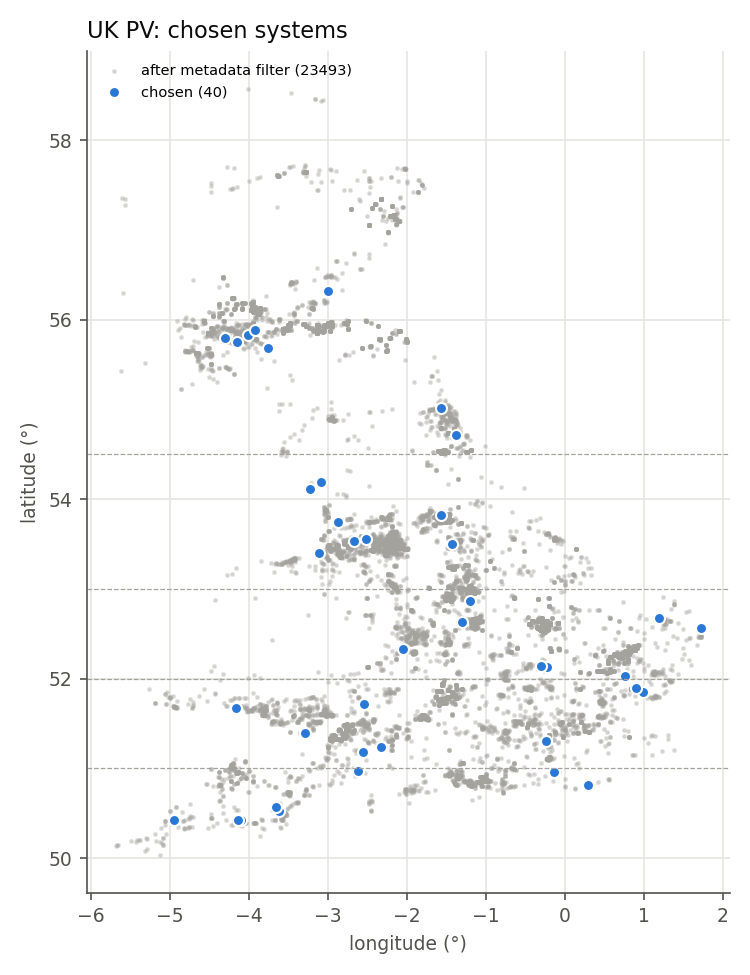 UK PV: chosen systems
after metadata filter (23493)
chosen (40)
58
56
54
52
50
latitude (°)
−6 −5 −4 −3 −2 −1 0 1 2
longitude (°)